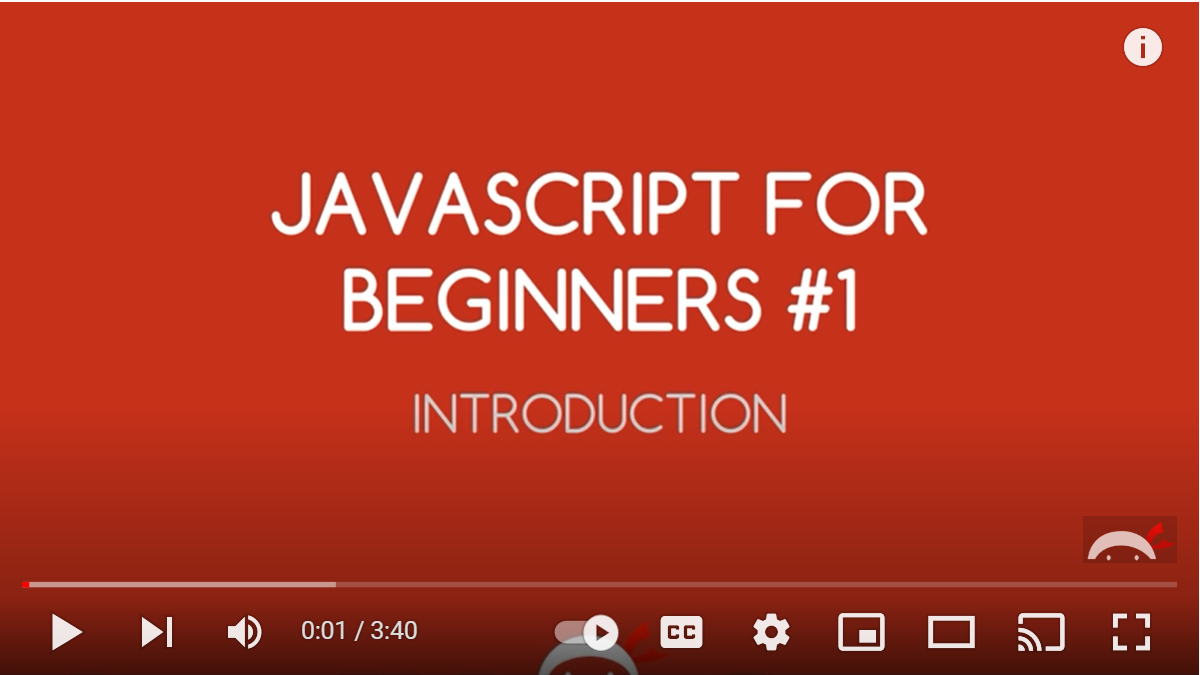 i
JAVASCRIPT FOR
BEGINNERS #1
INTRODUCTION
0:01 / 3:40
CC